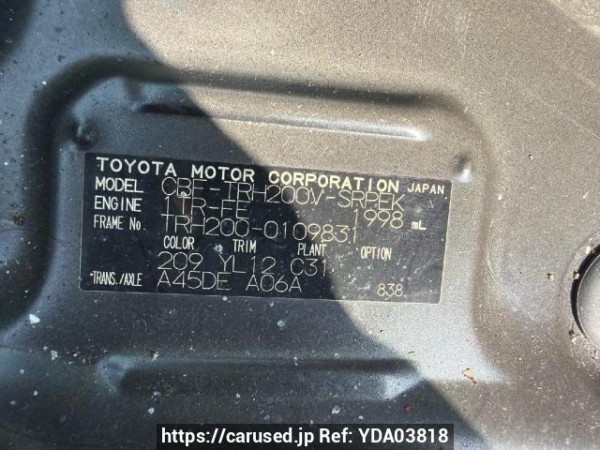 TOYOTA MOTOR CORPORATION JAPAN
MODEL CBF-TRH200V-SRPEK
ENGINE 1TR-FE 1998 mL
FRAME No. TRH200-0109831
COLOR TRIM PLANT OPTION
209 YL12 C31
*TRANS./AXLE A45DE A06A 838
https://carused.jp Ref: YDA03818